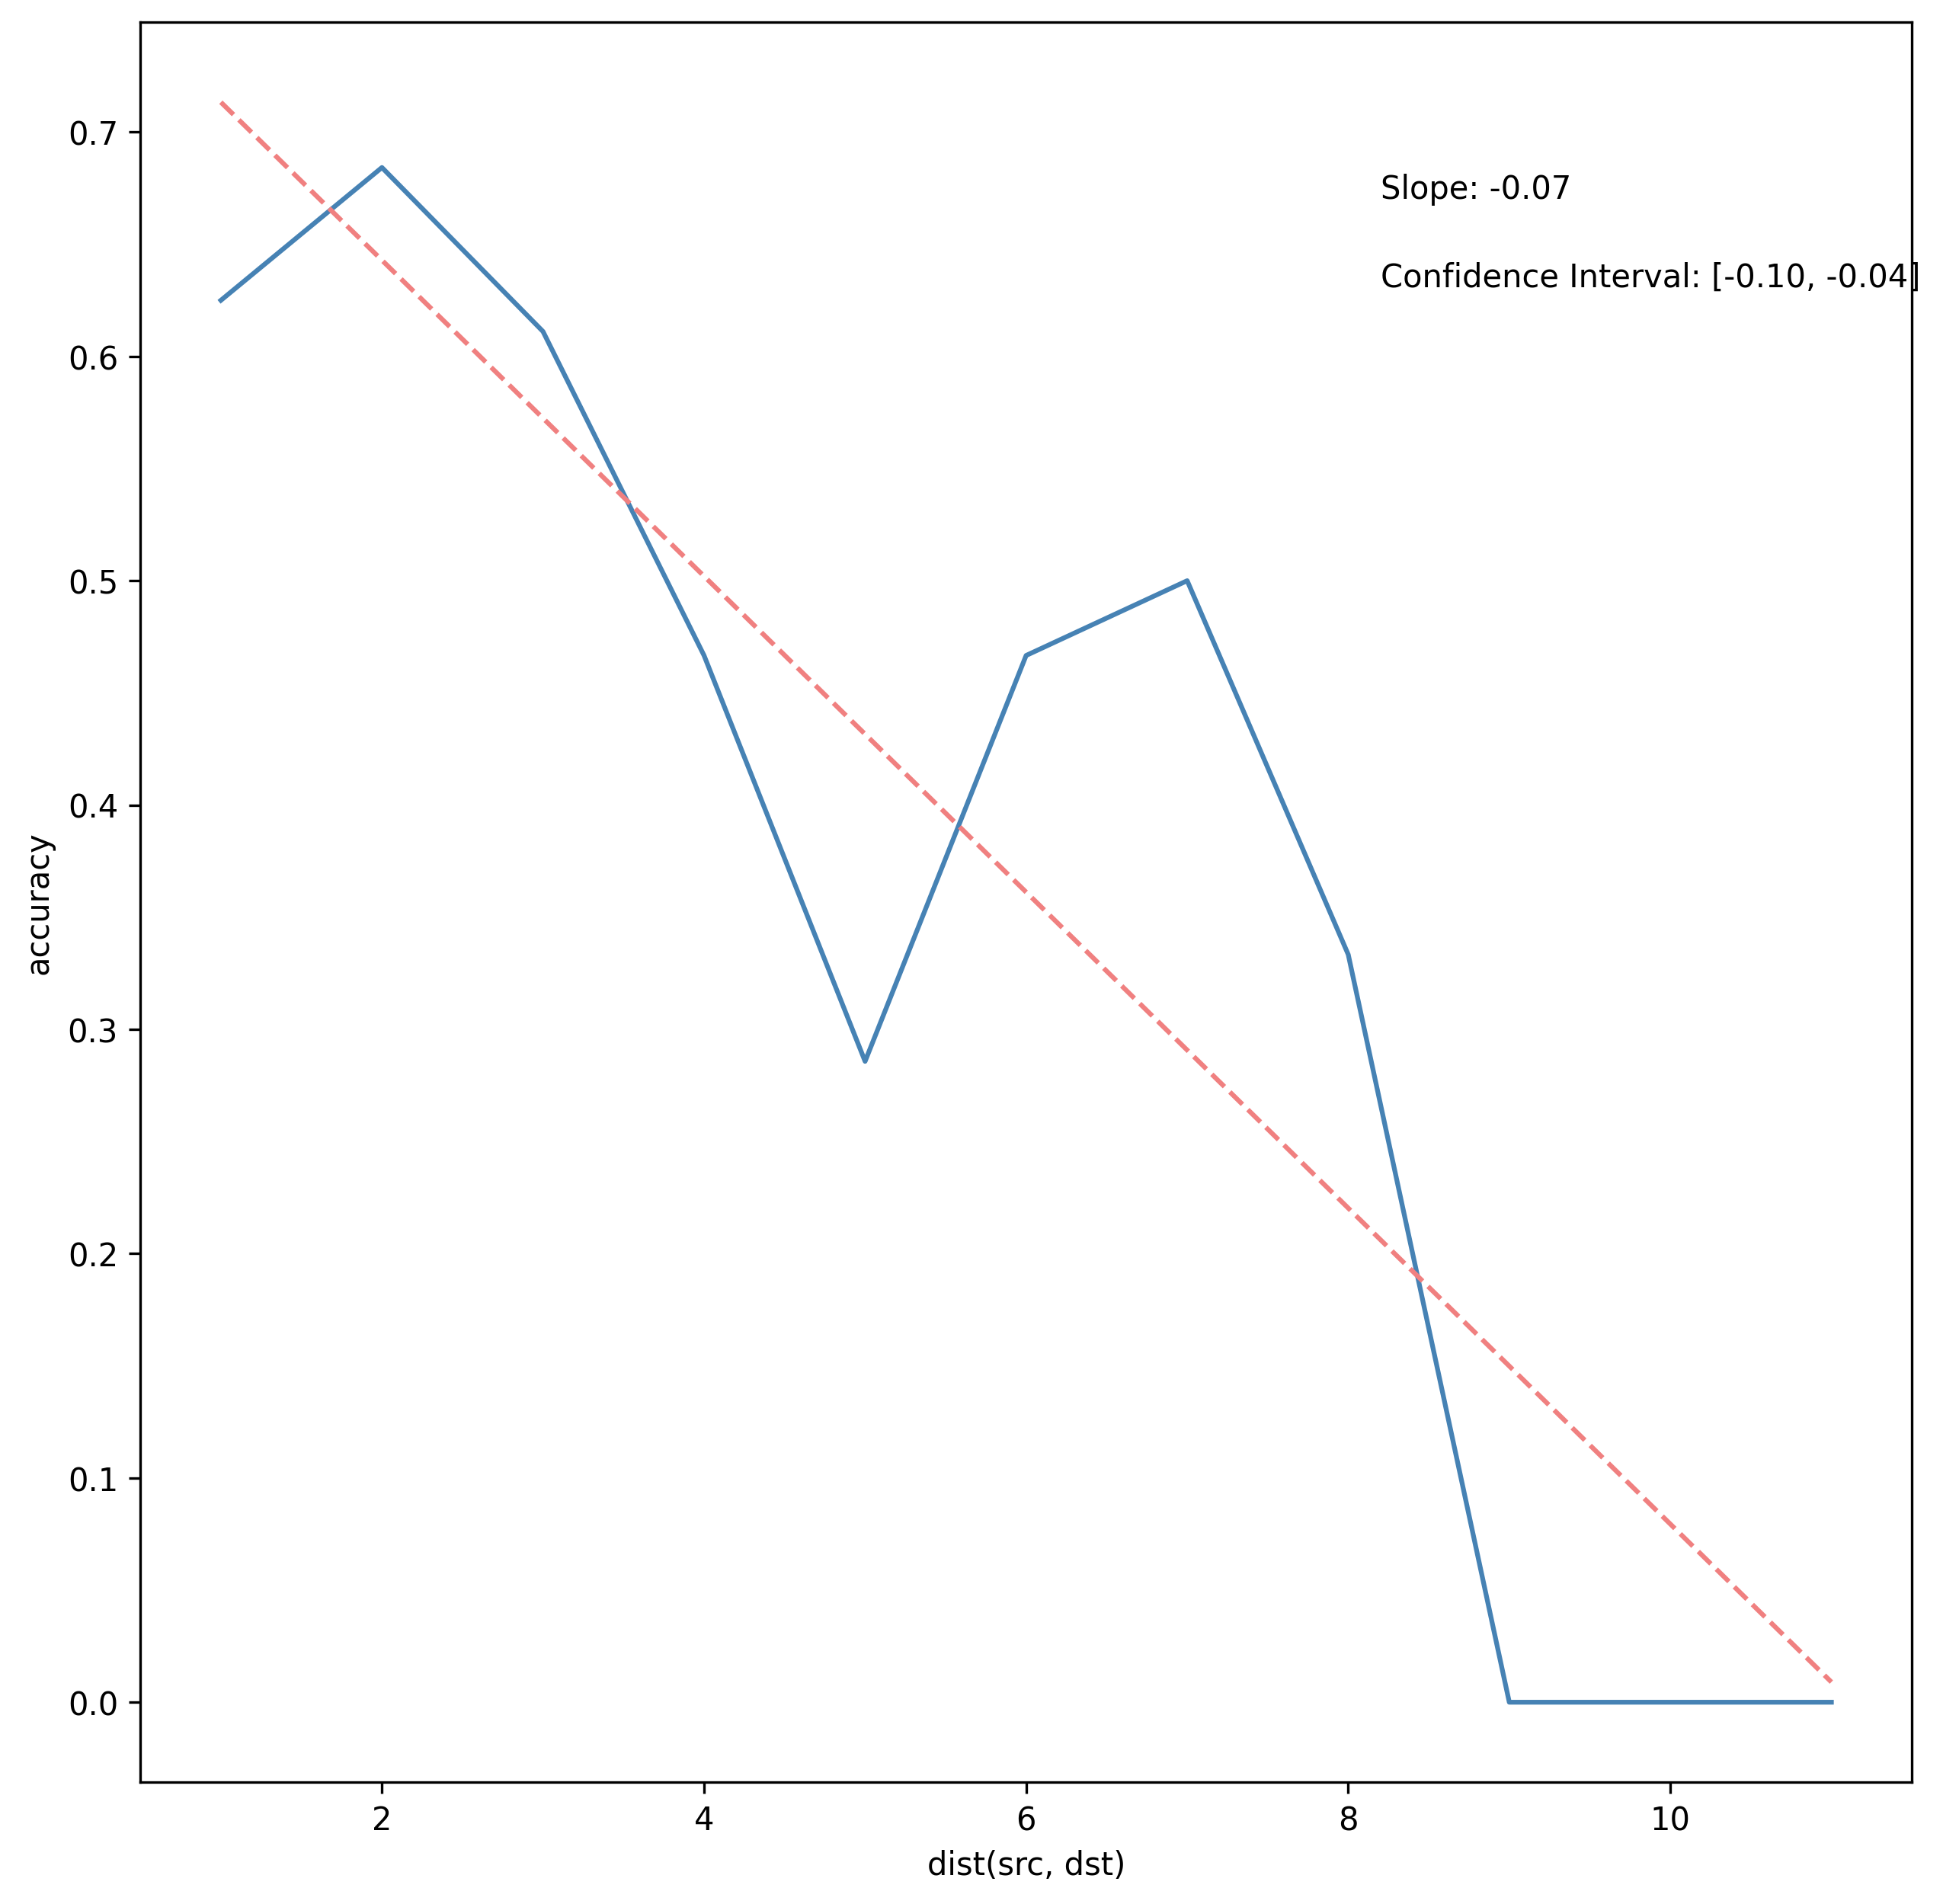 0.7
0.6
0.5
0.4
0.3
0.2
0.1
0.0
accuracy
Slope: -0.07
Confidence Interval: [-0.10, -0.04]
2 4 6 8 10
dist(src, dst)